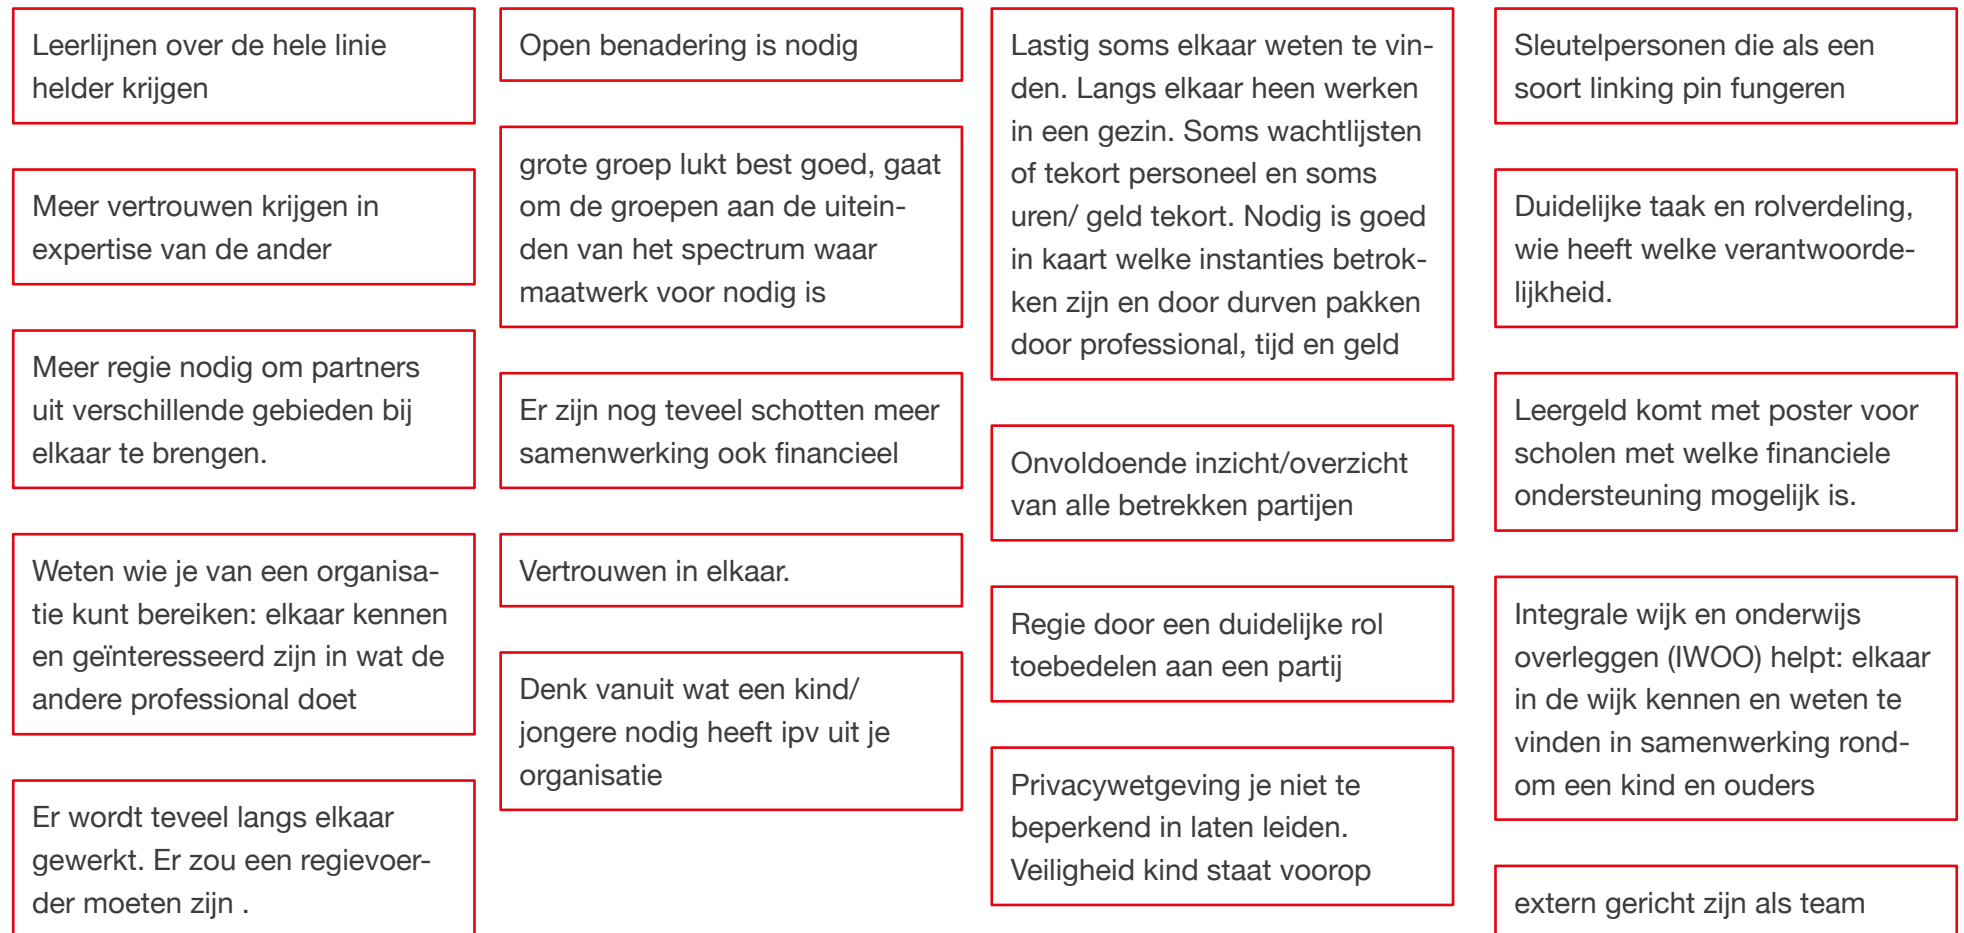 Leerlijnen over de hele linie
helder krijgen
Meer vertrouwen krijgen in
expertise van de ander
Meer regie nodig om partners
uit verschillende gebieden bij
elkaar te brengen.
Weten wie je van een organisa-
tie kunt bereiken: elkaar kennen
en geïnteresseerd zijn in wat de
andere professional doet
Er wordt teveel langs elkaar
gewerkt. Er zou een regievoer-
der moeten zijn .
Open benadering is nodig
grote groep lukt best goed, gaat
om de groepen aan de uitein-
den van het spectrum waar
maatwerk voor nodig is
Er zijn nog teveel schotten meer
samenwerking ook financieel
Vertrouwen in elkaar.
Denk vanuit wat een kind/
jongere nodig heeft ipv uit je
organisatie
Lastig soms elkaar weten te vin-
den. Langs elkaar heen werken
in een gezin. Soms wachtlijsten
of tekort personeel en soms
uren/ geld tekort. Nodig is goed
in kaart welke instanties betrok-
ken zijn en door durven pakken
door professional, tijd en geld
Onvoldoende inzicht/overzicht
van alle betrekken partijen
Regie door een duidelijke rol
toebedelen aan een partij
Privacywetgeving je niet te
beperkend in laten leiden.
Veiligheid kind staat voorop
Sleutelpersonen die als een
soort linking pin fungeren
Duidelijke taak en rolverdeling,
wie heeft welke verantwoorde-
lijkheid.
Leergeld komt met poster voor
scholen met welke financiele
ondersteuning mogelijk is.
Integrale wijk en onderwijs
overleggen (IWOO) helpt: elkaar
in de wijk kennen en weten te
vinden in samenwerking rond-
om een kind en ouders
extern gericht zijn als team